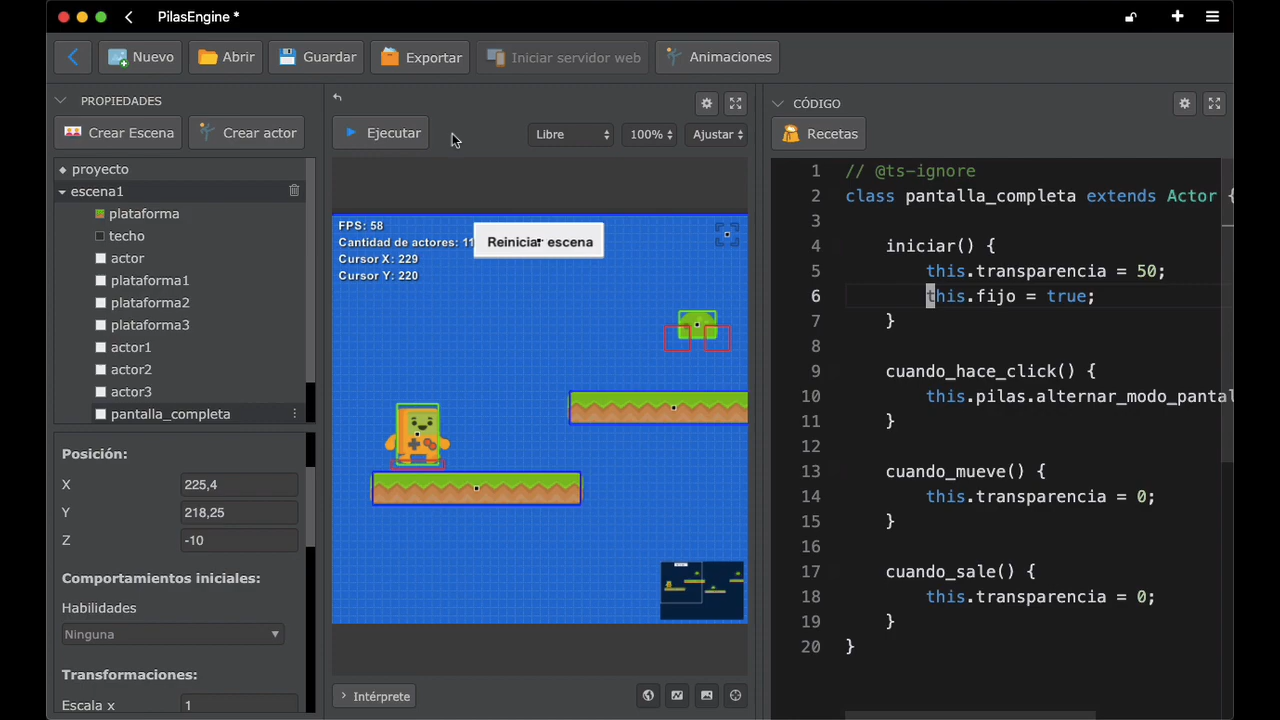 PilasEngine *
Nuevo
Abrir
Guardar
Exportar
Iniciar servidor web
Animaciones
PROPIEDADES
Crear Escena
Crear actor
proyecto
escena1
plataforma
techo
actor
plataforma1
plataforma2
plataforma3
actor1
actor2
actor3
pantalla_completa
Posición:
X 225,4
Y 218,25
Z -10
Comportamientos iniciales:
Habilidades
Ninguna
Transformaciones:
Escala x 1
Ejecutar
Libre
100%
Ajustar
FPS: 58
Cantidad de actores: 11
Cursor X: 229
Cursor Y: 220
Reiniciar escena
Intérprete
CÓDIGO
Recetas
1 // @ts-ignore
2 class pantalla_completa extends Actor {
3
4 iniciar() {
5 this.transparencia = 50;
6 this.fijo = true;
7 }
8
9 cuando_hace_click() {
10 this.pilas.alternar_modo_pantal
11 }
12
13 cuando_mueve() {
14 this.transparencia = 0;
15 }
16
17 cuando_sale() {
18 this.transparencia = 0;
19 }
20 }